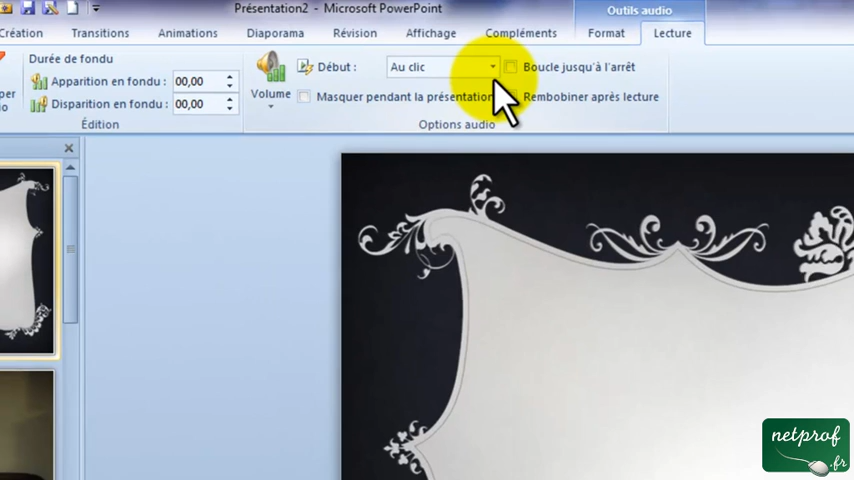 Présentation2 - Microsoft PowerPoint
Outils audio
Création Transitions Animations Diaporama Révision Affichage Compléments Format Lecture
Durée de fondu
Apparition en fondu : 00,00
Disparition en fondu : 00,00
Édition
Volume
Début : Au clic
Boucle jusqu'à l'arrêt
Masquer pendant la présentation
Rembobiner après lecture
Options audio
netprof
.fr